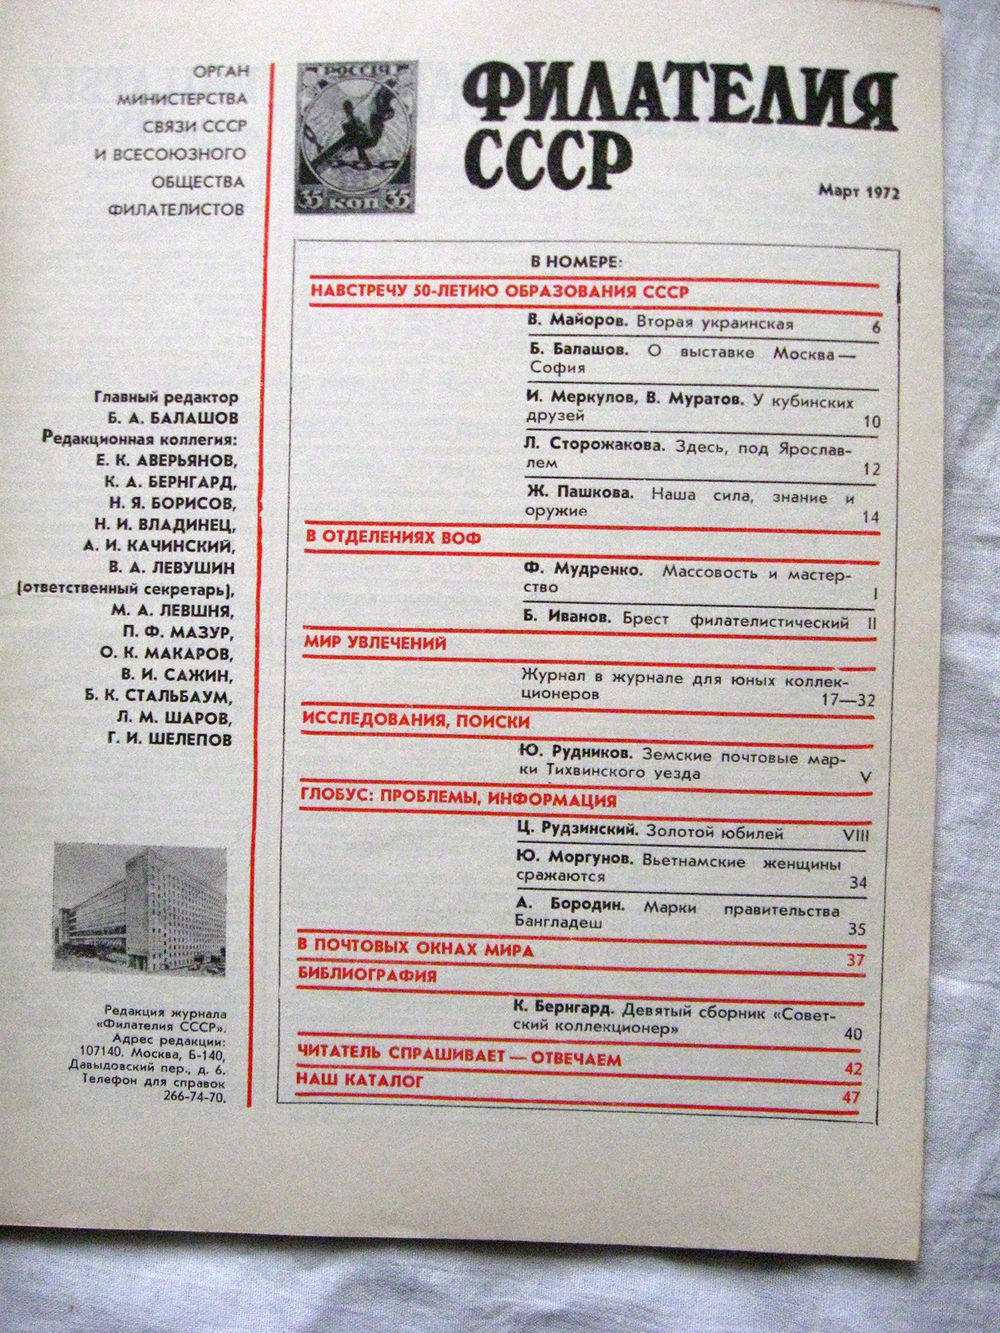 ОРГАН
МИНИСТЕРСТВА
СВЯЗИ СССР
И ВСЕСОЮЗНОГО
ОБЩЕСТВА
ФИЛАТЕЛИСТОВ
РОССІЯ
35 КОП 35
ФИЛАТЕЛИЯ
СССР
Март 1972
Главный редактор
Б. А. БАЛАШОВ
Редакционная коллегия:
Е. К. АВЕРЬЯНОВ,
К. А. БЕРНГАРД,
Н. Я. БОРИСОВ,
Н. И. ВЛАДИНЕЦ,
А. И. КАЧИНСКИЙ,
В. А. ЛЕВУШИН
(ответственный секретарь),
М. А. ЛЕВШНЯ,
П. Ф. МАЗУР,
О. К. МАКАРОВ,
В. И. САЖИН,
Б. К. СТАЛЬБАУМ,
Л. М. ШАРОВ,
Г. И. ШЕЛЕПОВ
Редакция журнала
«Филателия СССР».
Адрес редакции:
107140. Москва, Б-140,
Давыдовский пер., д. 6.
Телефон для справок
266-74-70.
В НОМЕРЕ:
НАВСТРЕЧУ 50-ЛЕТИЮ ОБРАЗОВАНИЯ СССР
В. Майоров. Вторая украинская 6
Б. Балашов. О выставке Москва—
София
И. Меркулов, В. Муратов. У кубинских
друзей 10
Л. Сторожакова. Здесь, под Ярослав-
лем 12
Ж. Пашкова. Наша сила, знание и
оружие 14
В ОТДЕЛЕНИЯХ ВОФ
Ф. Мудренко. Массовость и мастер-
ство I
Б. Иванов. Брест филателистический II
МИР УВЛЕЧЕНИЙ
Журнал в журнале для юных коллек-
ционеров 17—32
ИССЛЕДОВАНИЯ, ПОИСКИ
Ю. Рудников. Земские почтовые мар-
ки Тихвинского уезда V
ГЛОБУС: ПРОБЛЕМЫ, ИНФОРМАЦИЯ
Ц. Рудзинский. Золотой юбилей VIII
Ю. Моргунов. Вьетнамские женщины
сражаются 34
А. Бородин. Марки правительства
Бангладеш 35
В ПОЧТОВЫХ ОКНАХ МИРА 37
БИБЛИОГРАФИЯ
К. Бернгард. Девятый сборник «Совет-
ский коллекционер» 40
ЧИТАТЕЛЬ СПРАШИВАЕТ — ОТВЕЧАЕМ 42
НАШ КАТАЛОГ 47